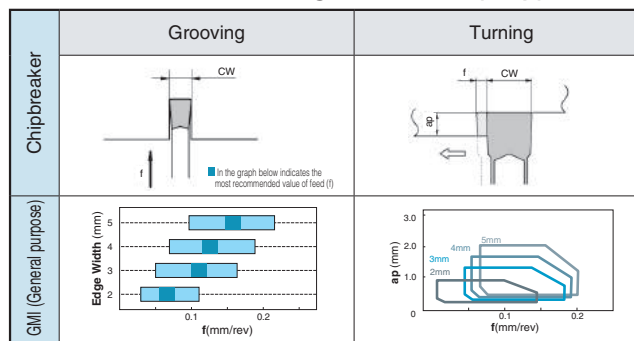 Grooving
Turning
Chipbreaker
CW
f
In the graph below indicates the
most recommended value of feed (f)
f
CW
ap
GMI (General purpose)
Edge Width (mm)
5
4
3
2
0.1
0.2
f(mm/rev)
ap (mm)
3.0
2.0
1.0
0
5mm
4mm
3mm
2mm
0.1
0.2
f(mm/rev)